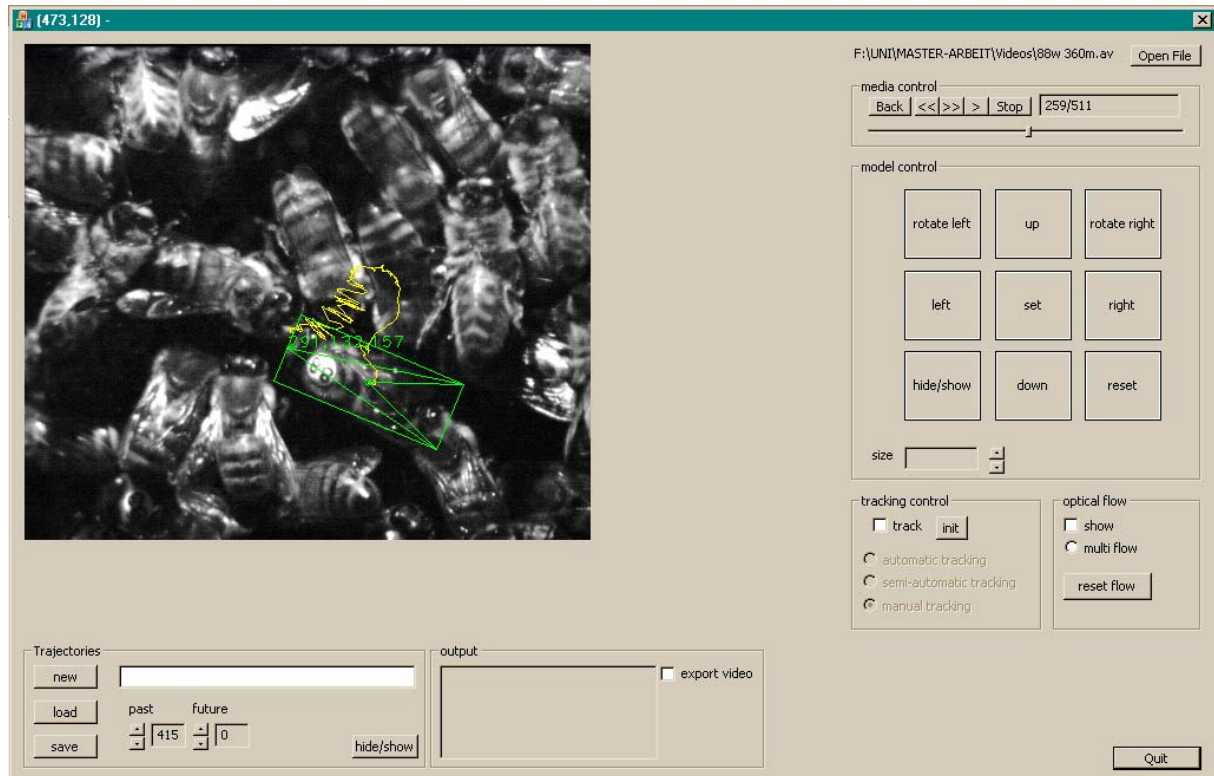 (473,128) -
F:\UNI\MASTER-ARBEIT\Videos\88w 360m.av
Open File
media control
Back << >> > Stop 259/511
model control
rotate left up rotate right
left set right
hide/show down reset
size
291,133,157
tracking control
track init
automatic tracking
semi-automatic tracking
manual tracking
optical flow
show
multi flow
reset flow
Trajectories
new
load past future
save 415 0 hide/show
output
export video
Quit